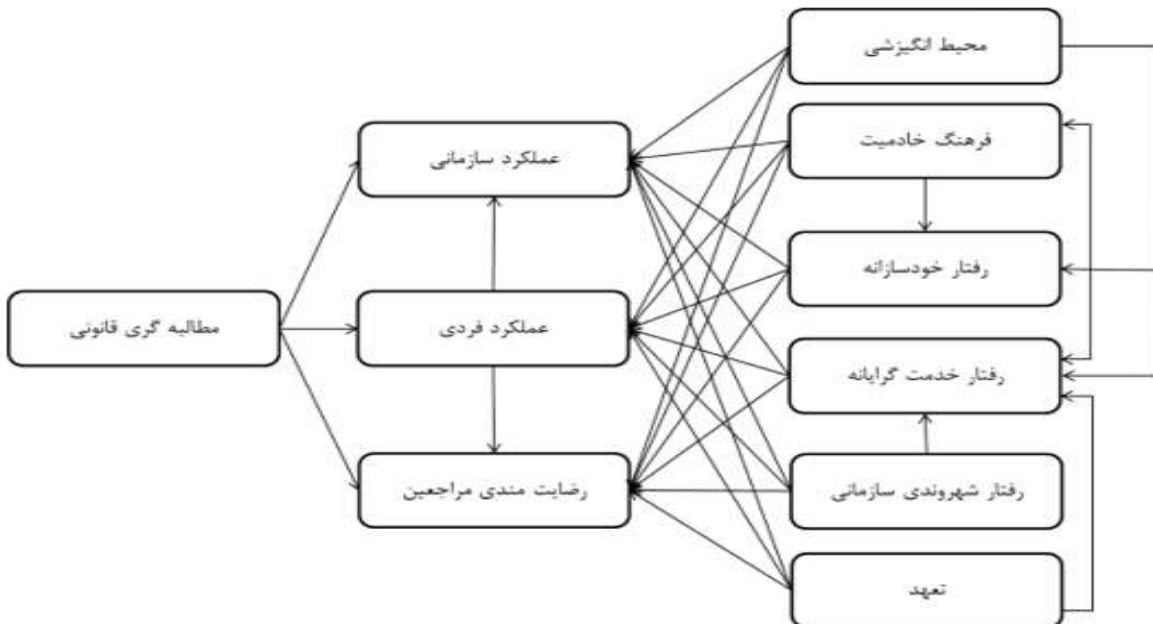 محیط انگیزشی
فرهنگ خادمیت
عملکرد سازمانی
رفتار خودسازانه
مطالبه گری قانونی
عملکرد فردی
رفتار خدمت گرایانه
رضایت مندی مراجعین
رفتار شهروندی سازمانی
تعهد